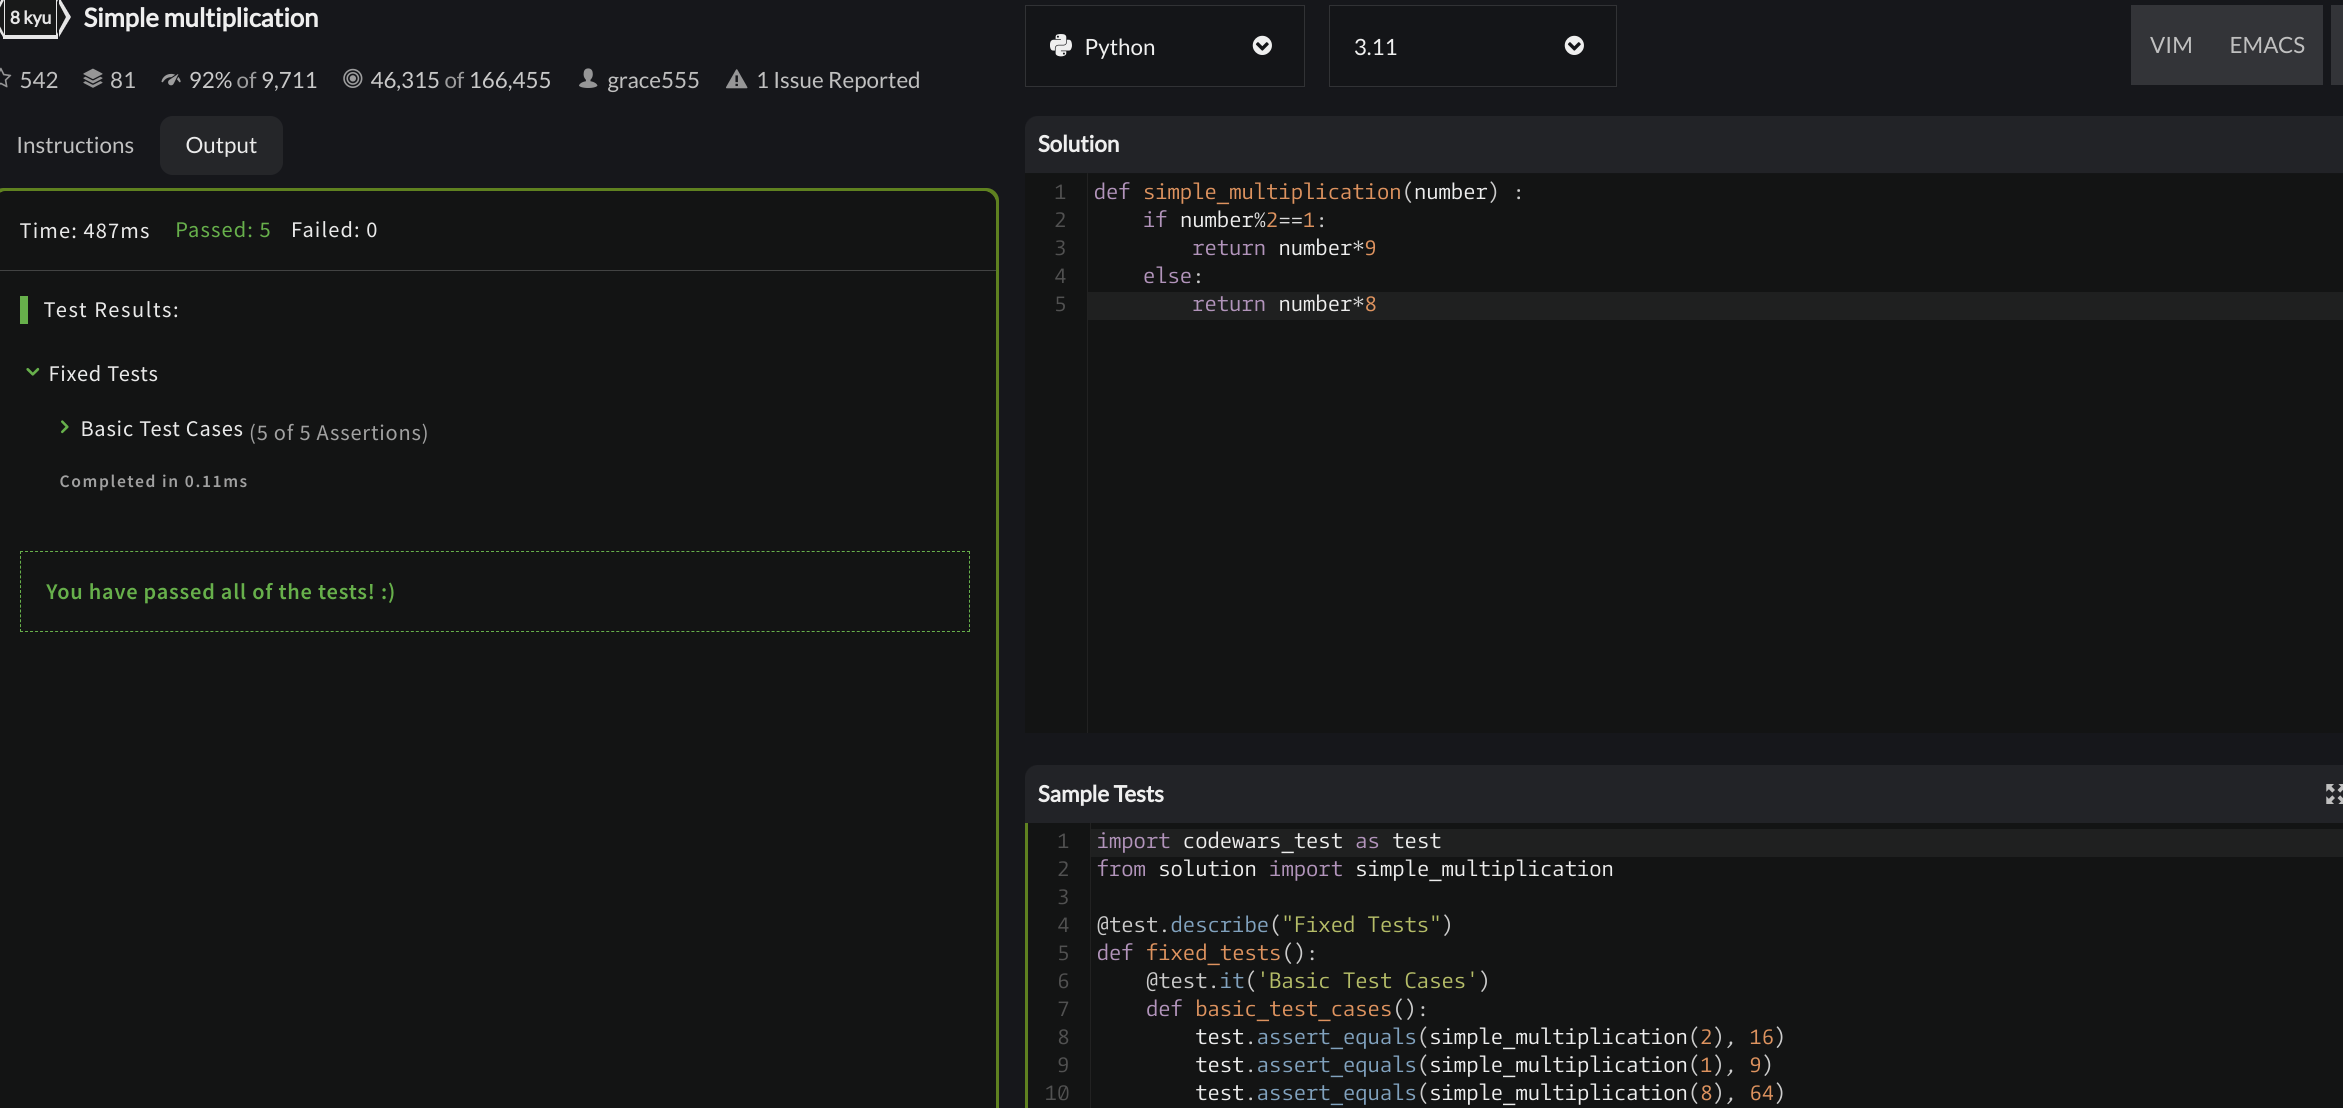 8 kyu Simple multiplication
542 81 92% of 9,711 46,315 of 166,455 grace555 1 Issue Reported
Instructions Output
Time: 487ms Passed: 5 Failed: 0
Test Results:
Fixed Tests
Basic Test Cases (5 of 5 Assertions)
Completed in 0.11ms
You have passed all of the tests! :)
Python 3.11 VIM EMACS
Solution
1 def simple_multiplication(number) :
2     if number%2==1:
3         return number*9
4     else:
5         return number*8
Sample Tests
1 import codewars_test as test
2 from solution import simple_multiplication
3
4 @test.describe("Fixed Tests")
5 def fixed_tests():
6     @test.it('Basic Test Cases')
7     def basic_test_cases():
8         test.assert_equals(simple_multiplication(2), 16)
9         test.assert_equals(simple_multiplication(1), 9)
10         test.assert_equals(simple_multiplication(8), 64)